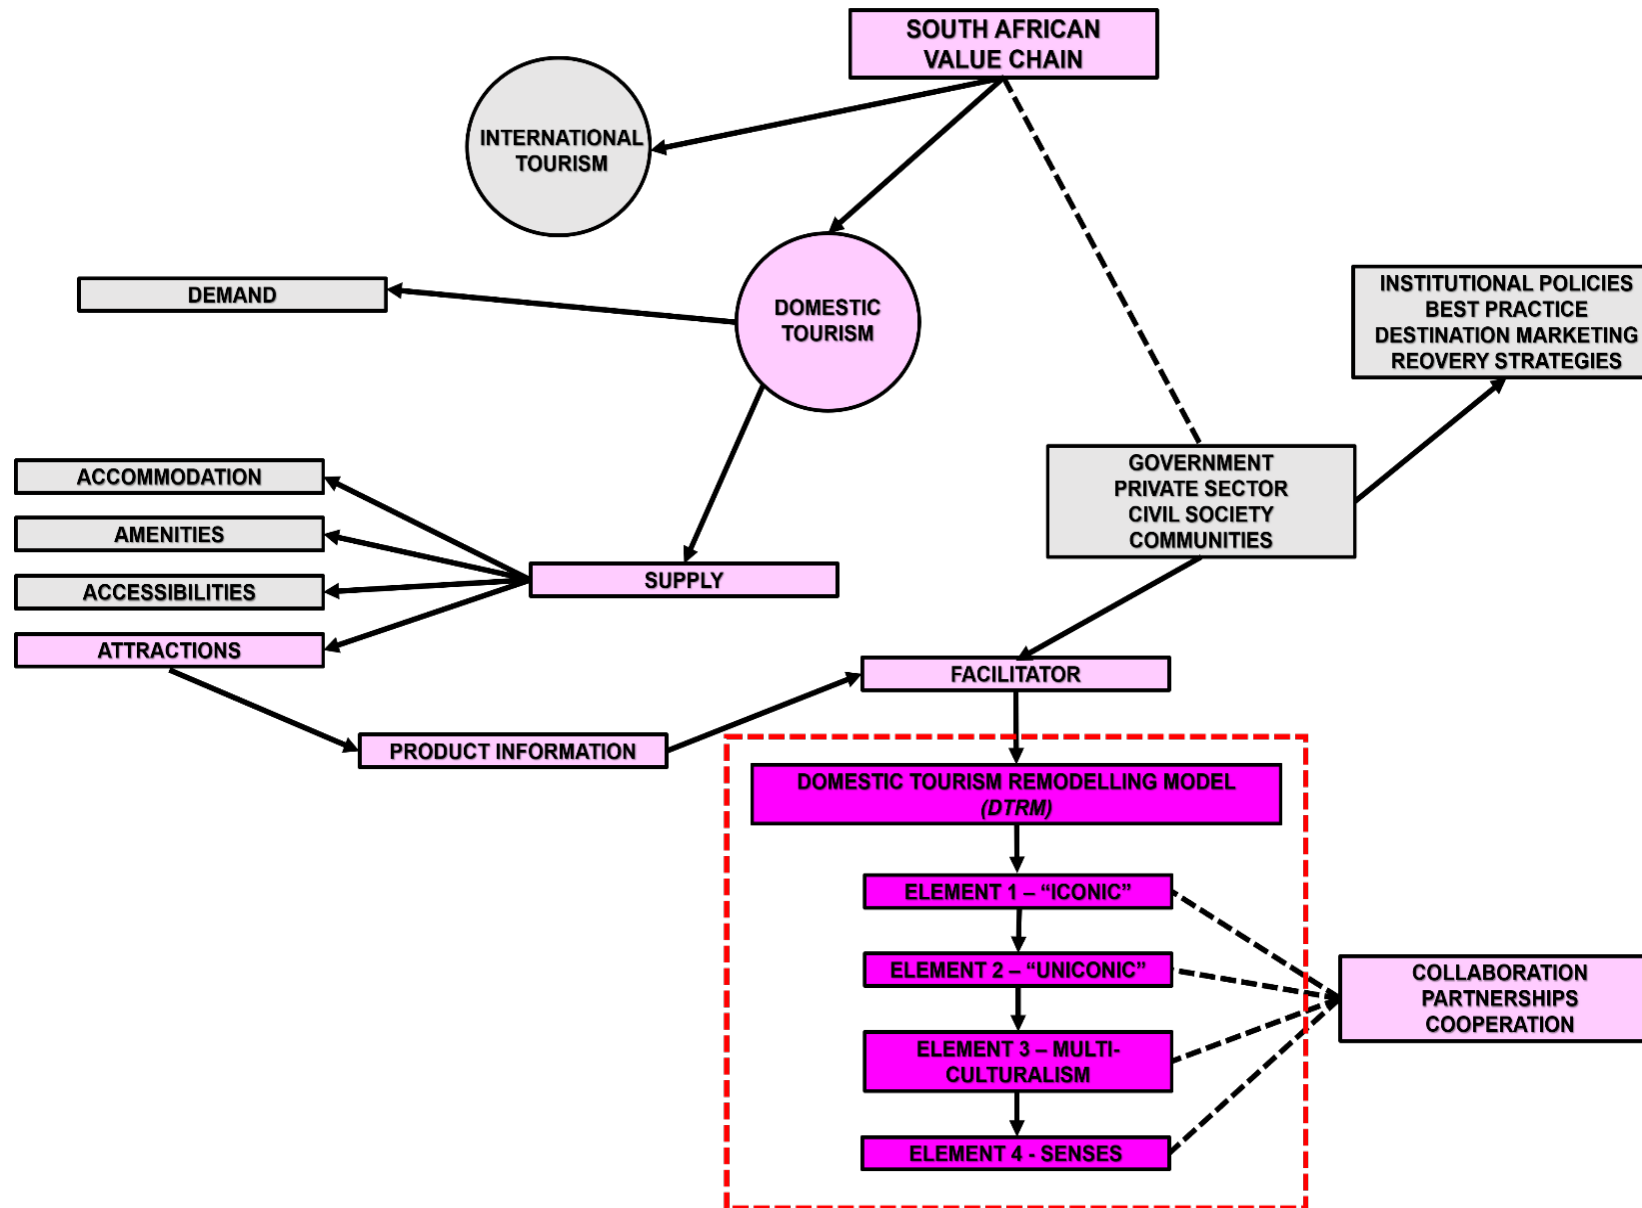 SOUTH AFRICAN
VALUE CHAIN
INTERNATIONAL
TOURISM
DOMESTIC
TOURISM
DEMAND
INSTITUTIONAL POLICIES
BEST PRACTICE
DESTINATION MARKETING
REOVERY STRATEGIES
GOVERNMENT
PRIVATE SECTOR
CIVIL SOCIETY
COMMUNITIES
ACCOMMODATION
AMENITIES
ACCESSIBILITIES
ATTRACTIONS
SUPPLY
FACILITATOR
PRODUCT INFORMATION
DOMESTIC TOURISM REMODELLING MODEL
(DTRM)
ELEMENT 1 – “ICONIC”
ELEMENT 2 – “UNICONIC”
ELEMENT 3 – MULTI-
CULTURALISM
ELEMENT 4 - SENSES
COLLABORATION
PARTNERSHIPS
COOPERATION